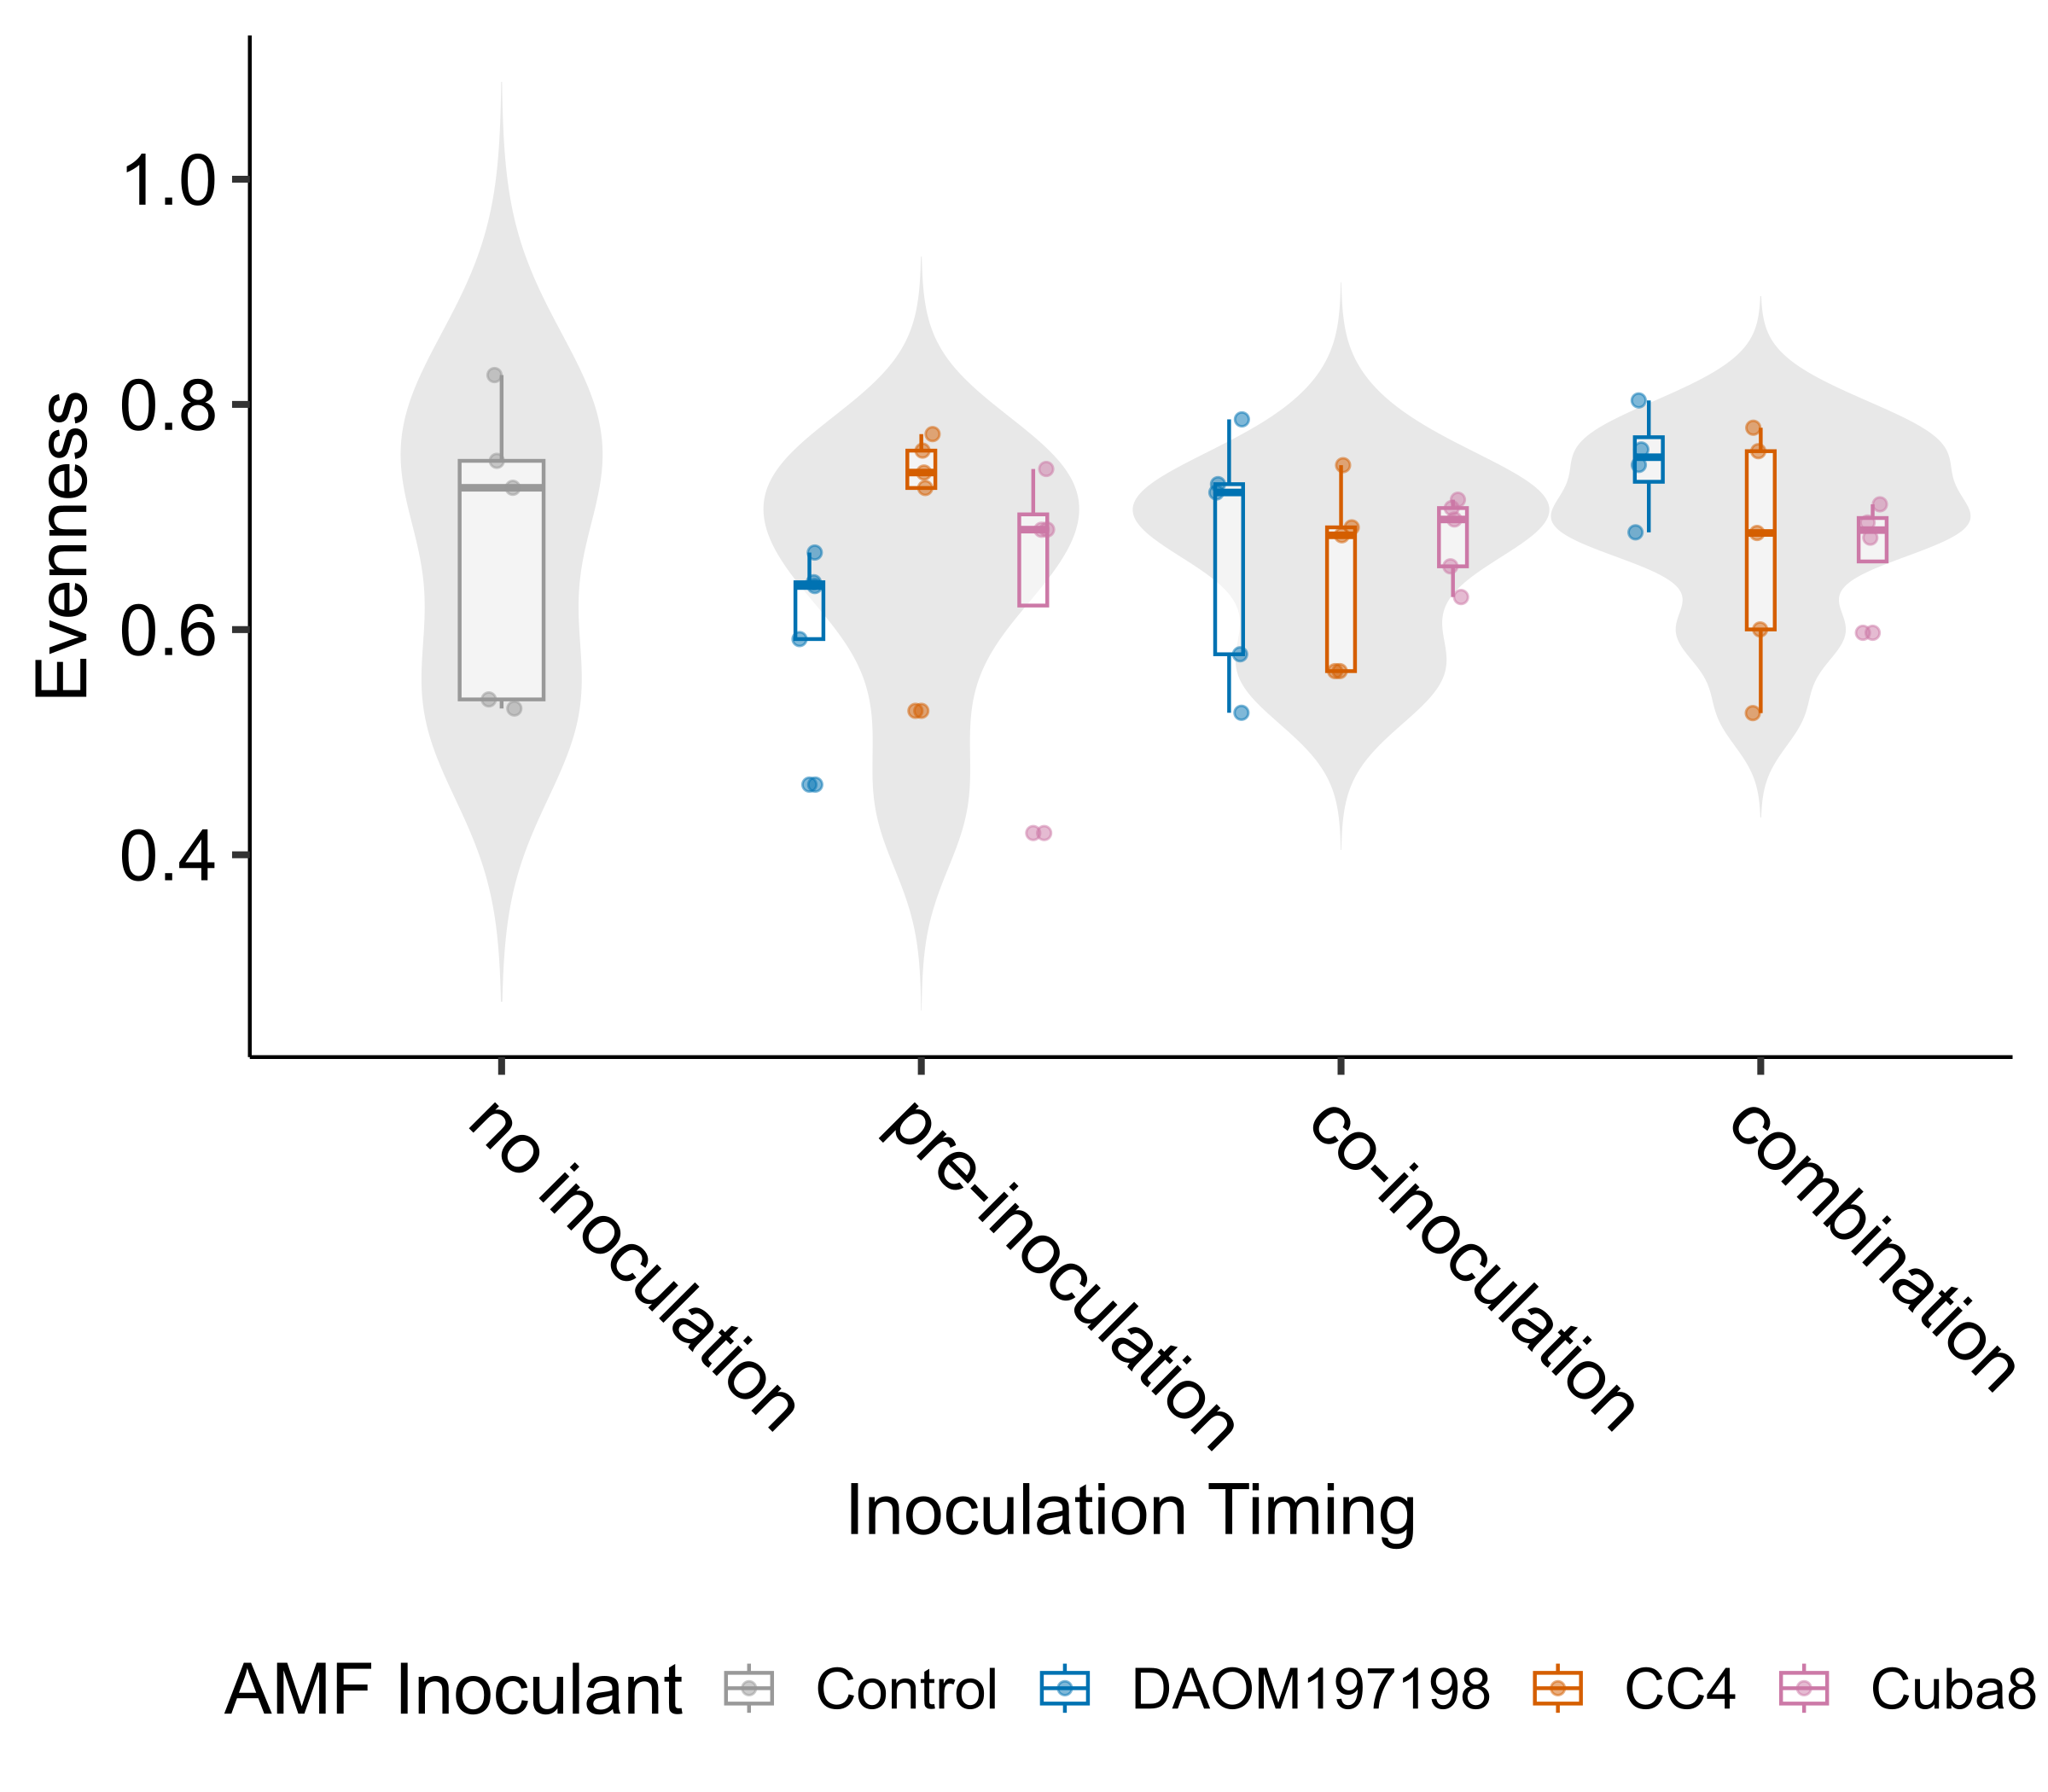 Evenness
1.0
0.8
0.6
0.4
no inoculation
pre-inoculation
co-inoculation
combination
Inoculation Timing
AMF Inoculant Control DAOM197198 CC4 Cuba8